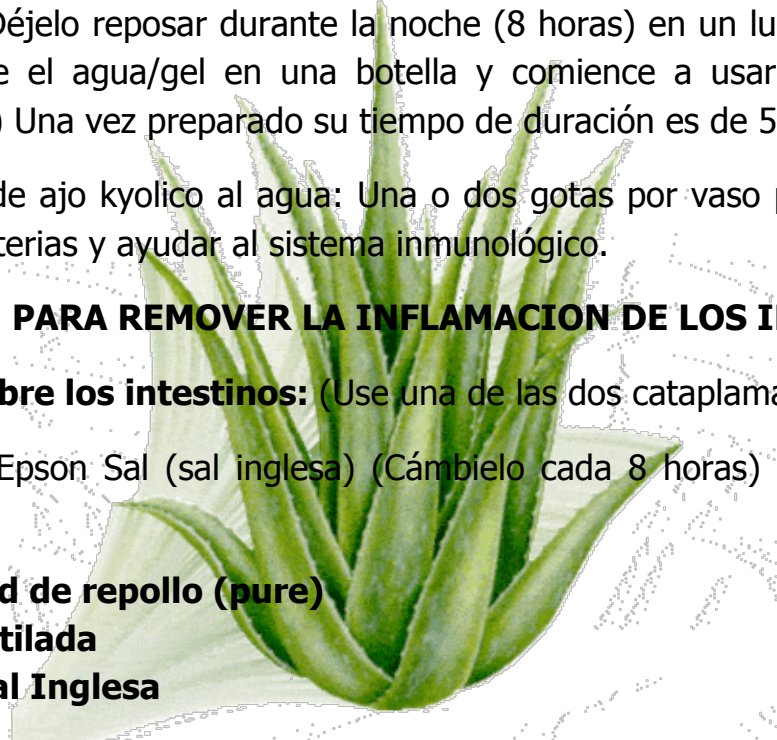 Déjelo reposar durante la noche (8 horas) en un lu
e el agua/gel en una botella y comience a usar
) Una vez preparado su tiempo de duración es de 5
de ajo kyolico al agua: Una o dos gotas por vaso p
terias y ayudar al sistema inmunológico.
PARA REMOVER LA INFLAMACION DE LOS I
bre los intestinos: (Use una de las dos cataplama
Epson Sal (sal inglesa) (Cámbielo cada 8 horas)
d de repollo (pure)
tilada
al Inglesa